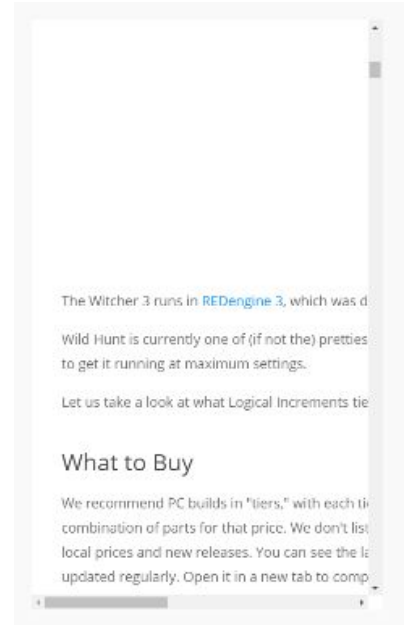 The Witcher 3 runs in REDengine 3, which was d
Wild Hunt is currently one of (if not the) pretties
to get it running at maximum settings.
Let us take a look at what Logical Increments tie
What to Buy
We recommend PC builds in "tiers," with each ti
combination of parts for that price. We don't list
local prices and new releases. You can see the la
updated regularly. Open it in a new tab to comp